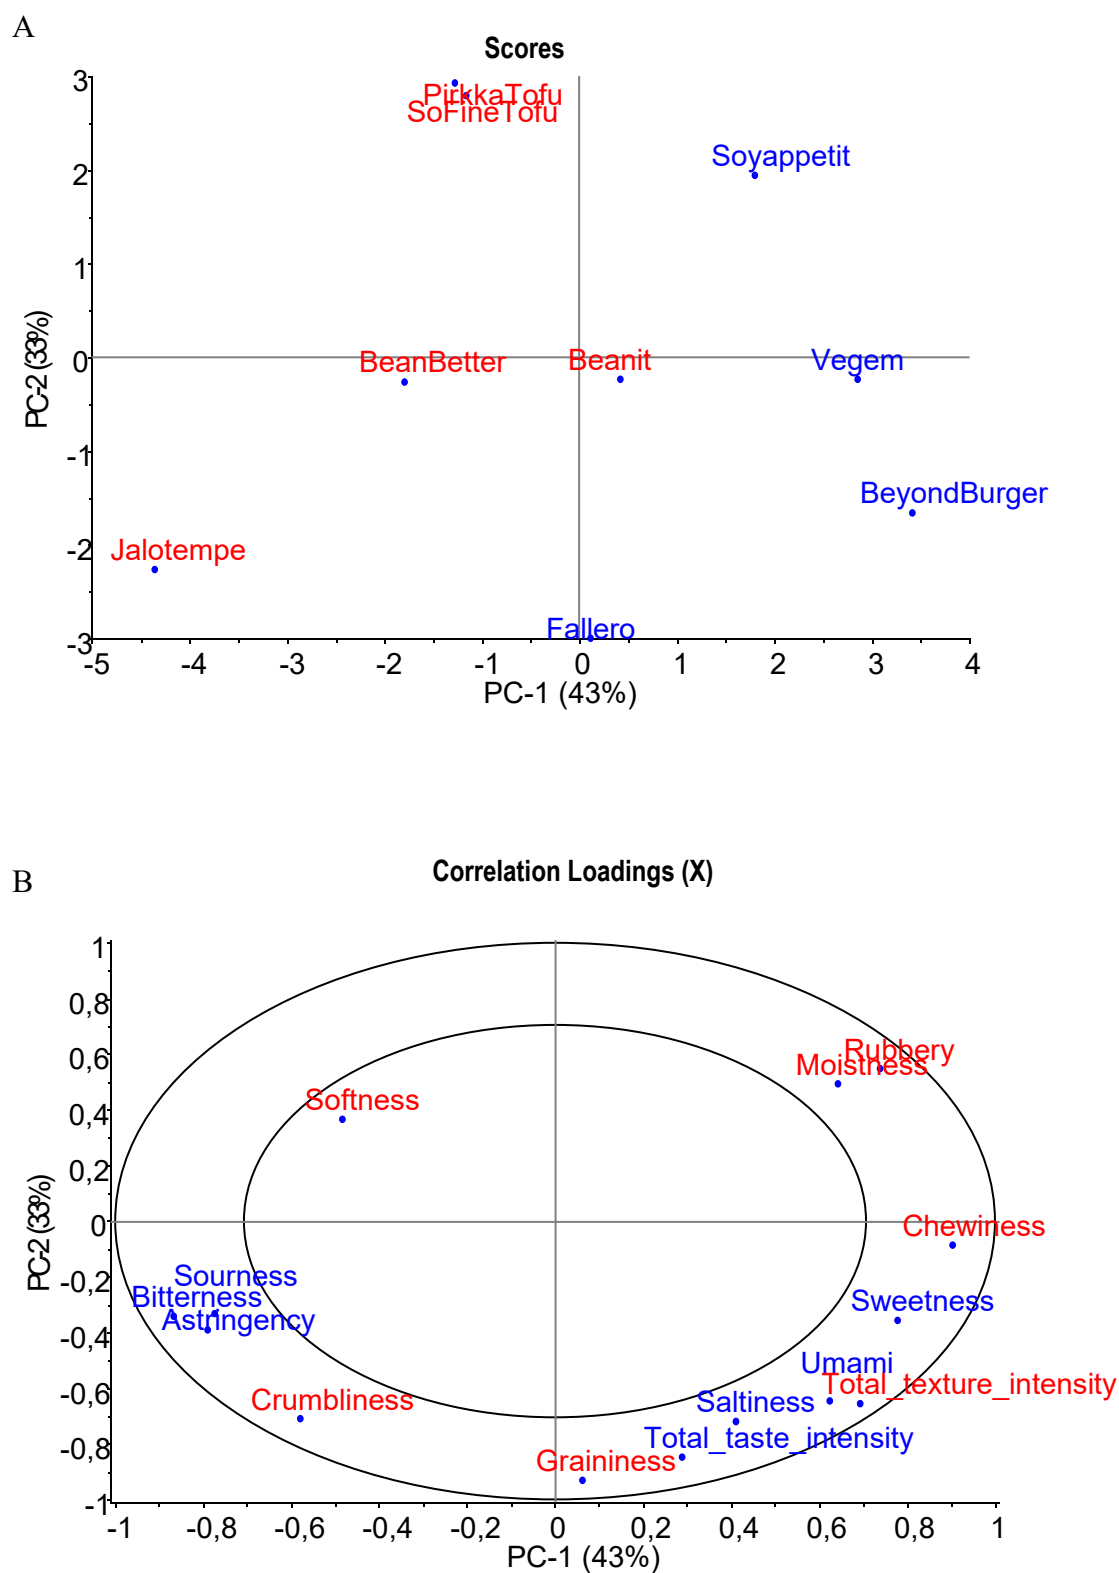 A
Scores
3
PirkkaTofu
SoFineTofu
Soyappetit
2
1
0
BeanBetter
Beanit
Vegem
-1
BeyondBurger
-2
Jalotempe
Fallero
-3
-5 -4 -3 -2 -1 0 1 2 3 4
PC-2 (33%)
PC-1 (43%)
B
Correlation Loadings (X)
1
0,8
0,6
Rubbery
Moistness
0,4
Softness
0,2
0
Chewiness
-0,2
Sourness
Bitterness
Sweetness
Astringency
-0,4
Umami
-0,6
Total_texture_intensity
Crumbliness
Saltiness
-0,8
Total_taste_intensity
Graininess
-1
-1 -0,8 -0,6 -0,4 -0,2 0 0,2 0,4 0,6 0,8 1
PC-2 (33%)
PC-1 (43%)